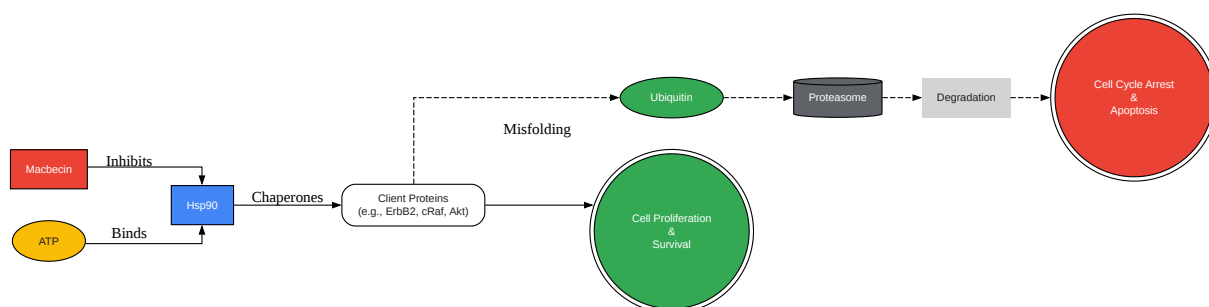 Macbecin
Inhibits
ATP
Binds
Hsp90
Chaperones
Client Proteins
(e.g., ErbB2, cRaf, Akt)
Misfolding
Ubiquitin
Proteasome
Degradation
Cell Cycle Arrest
&
Apoptosis
Cell Proliferation
&
Survival